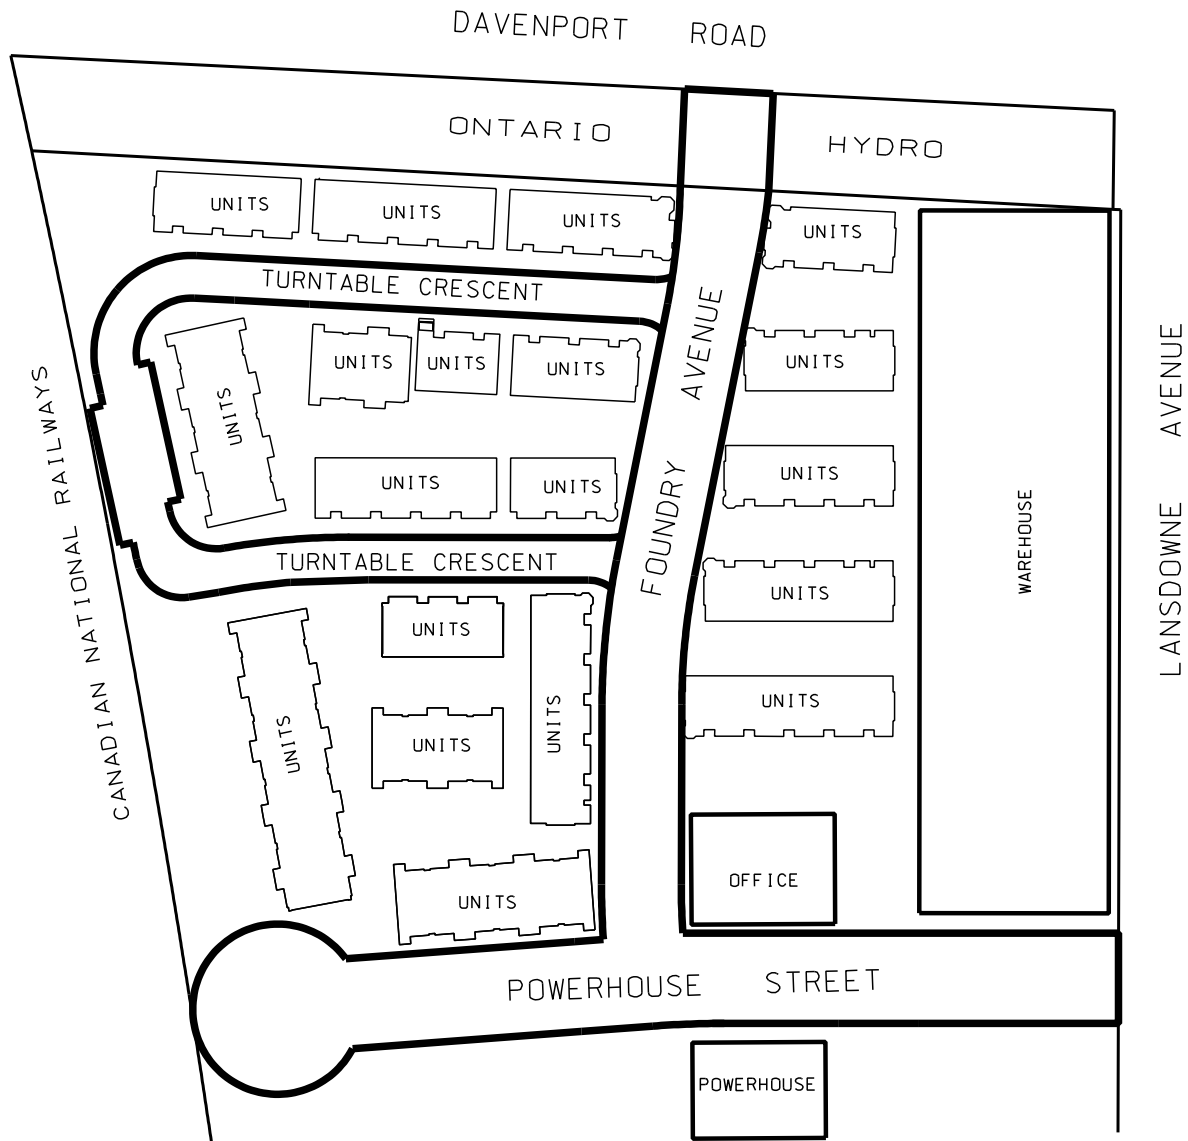 DAVENPORT ROAD
ONTARIO HYDRO
UNITS
UNITS
UNITS
UNITS
TURNTABLE CRESCENT
UNITS
UNITS
UNITS
UNITS
UNITS
FOUNDRY AVENUE
UNITS
UNITS
UNITS
UNITS
TURNTABLE CRESCENT
UNITS
UNITS
UNITS
UNITS
UNITS
UNITS
UNITS
OFFICE
WAREHOUSE
LANSDOWNE AVENUE
CANADIAN NATIONAL RAILWAYS
POWERHOUSE STREET
POWERHOUSE